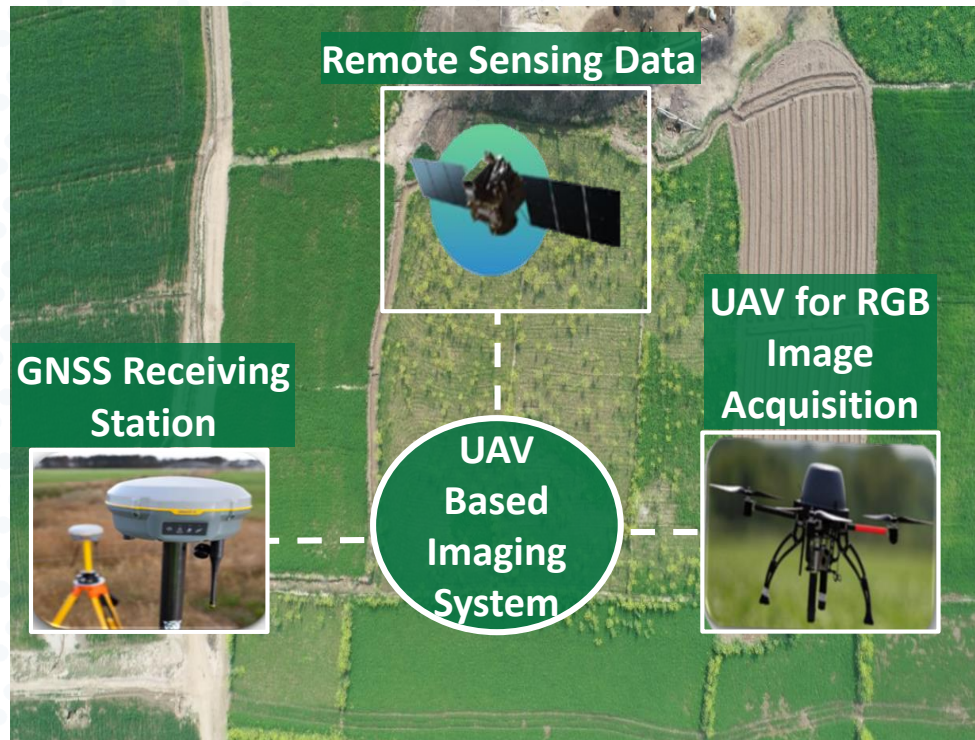 Remote Sensing Data
UAV for RGB
Image
Acquisition
GNSS Receiving
Station
UAV
Based
Imaging
System